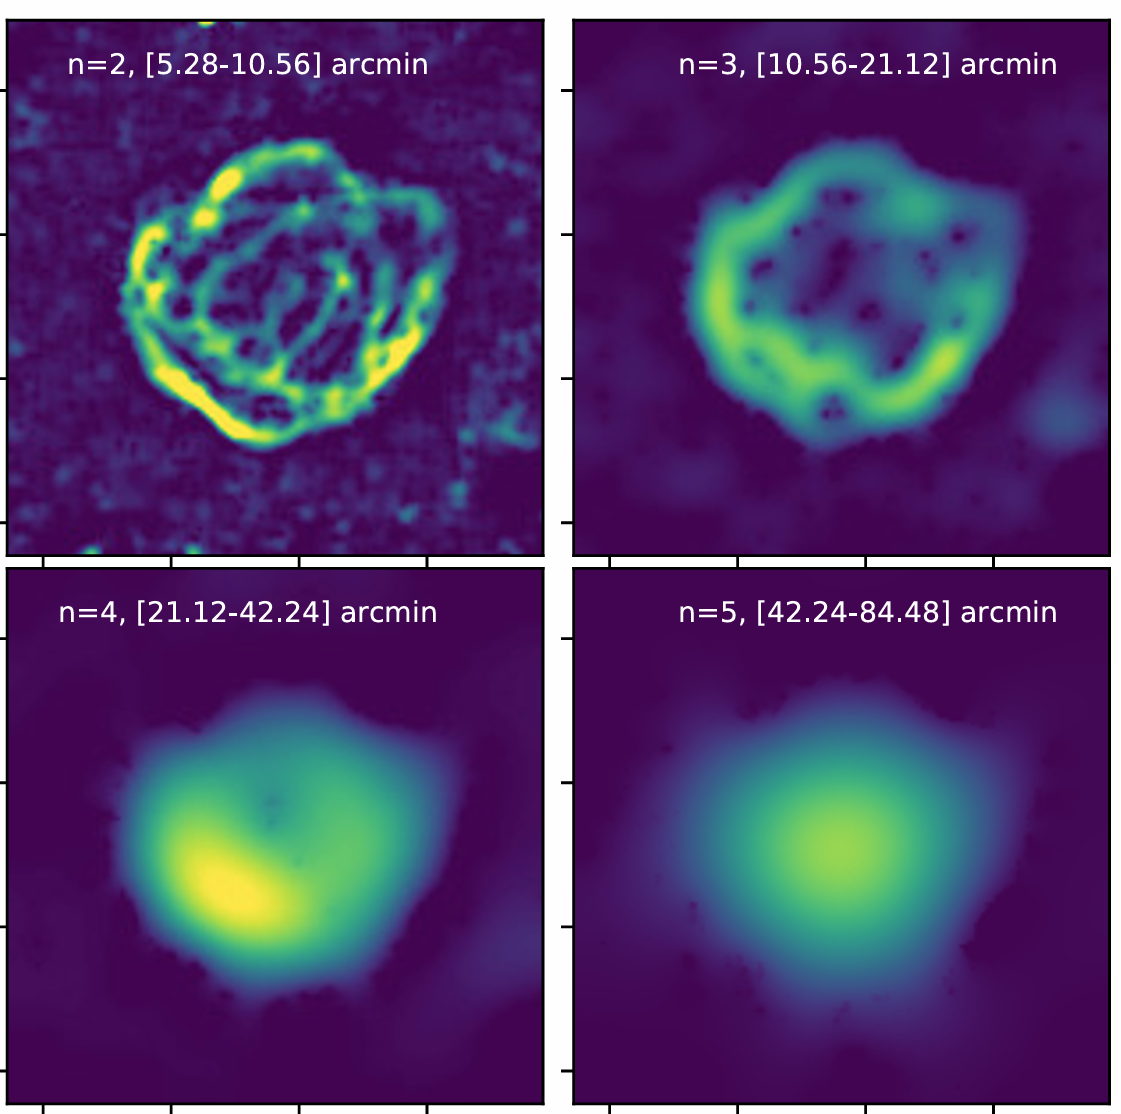 n=2, [5.28-10.56] arcmin
n=3, [10.56-21.12] arcmin
n=4, [21.12-42.24] arcmin
n=5, [42.24-84.48] arcmin